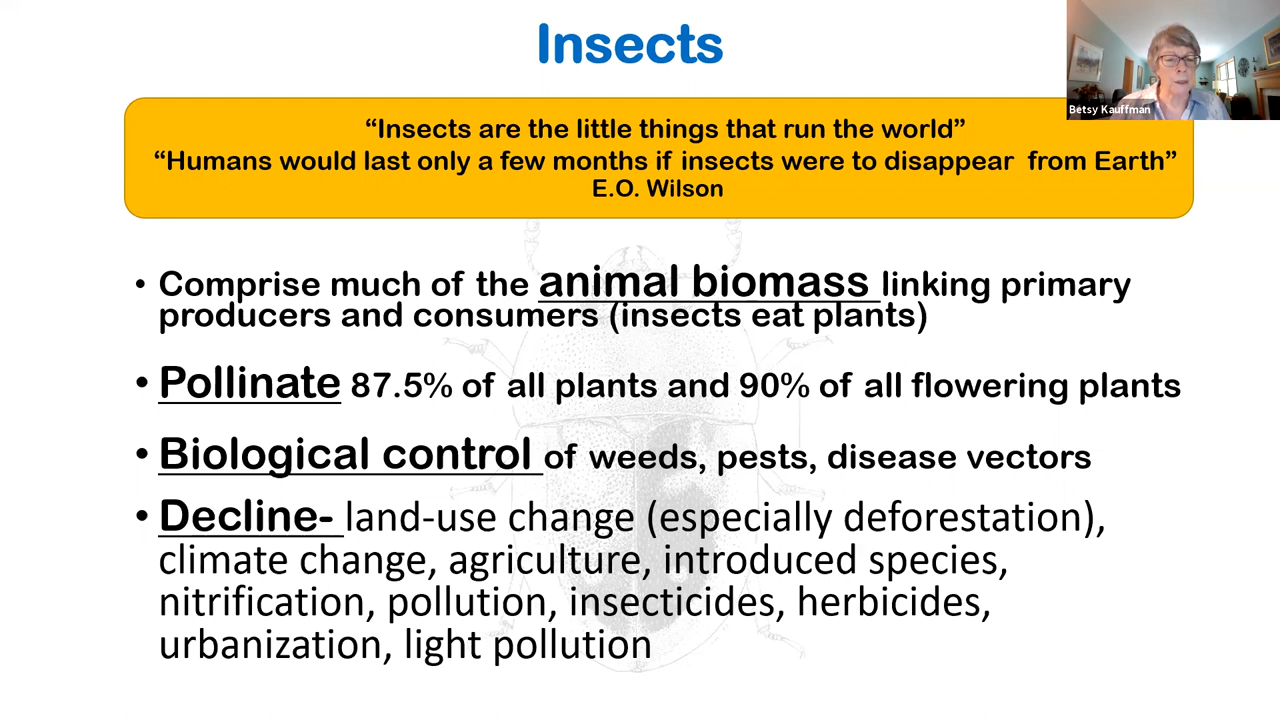 Insects
Betsy Kauffman
“Insects are the little things that run the world”
“Humans would last only a few months if insects were to disappear from Earth”
E.O. Wilson
• Comprise much of the animal biomass linking primary
producers and consumers (insects eat plants)
• Pollinate 87.5% of all plants and 90% of all flowering plants
• Biological control of weeds, pests, disease vectors
• Decline- land-use change (especially deforestation),
climate change, agriculture, introduced species,
nitrification, pollution, insecticides, herbicides,
urbanization, light pollution